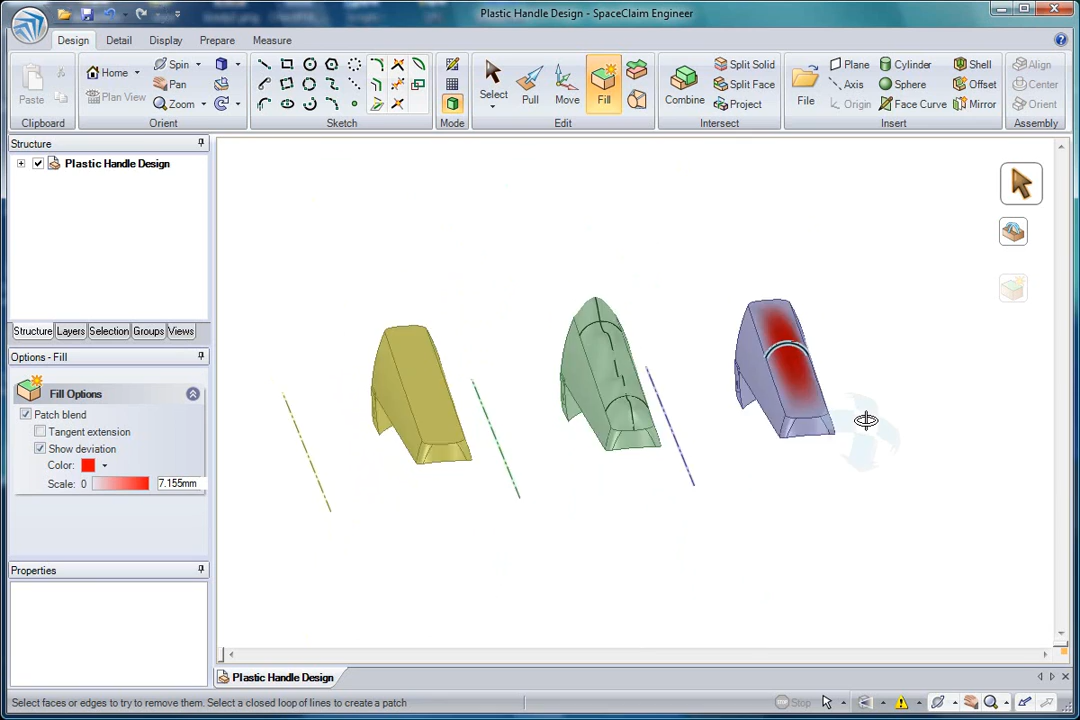 Plastic Handle Design - SpaceClaim Engineer
Design Detail Display Prepare Measure
Paste
Clipboard
Home
Plan View
Spin
Pan
Zoom
Orient
Sketch
Mode
Select
Pull
Move
Fill
Edit
Combine
Split Solid
Split Face
Project
Intersect
File
Plane
Axis
Origin
Cylinder
Sphere
Face Curve
Shell
Offset
Mirror
Insert
Align
Center
Orient
Assembly
Structure
Plastic Handle Design
Structure Layers Selection Groups Views
Options - Fill
Fill Options
Patch blend
Tangent extension
Show deviation
Color:
Scale: 0 7.155mm
Properties
Plastic Handle Design
Select faces or edges to try to remove them. Select a closed loop of lines to create a patch
Stop